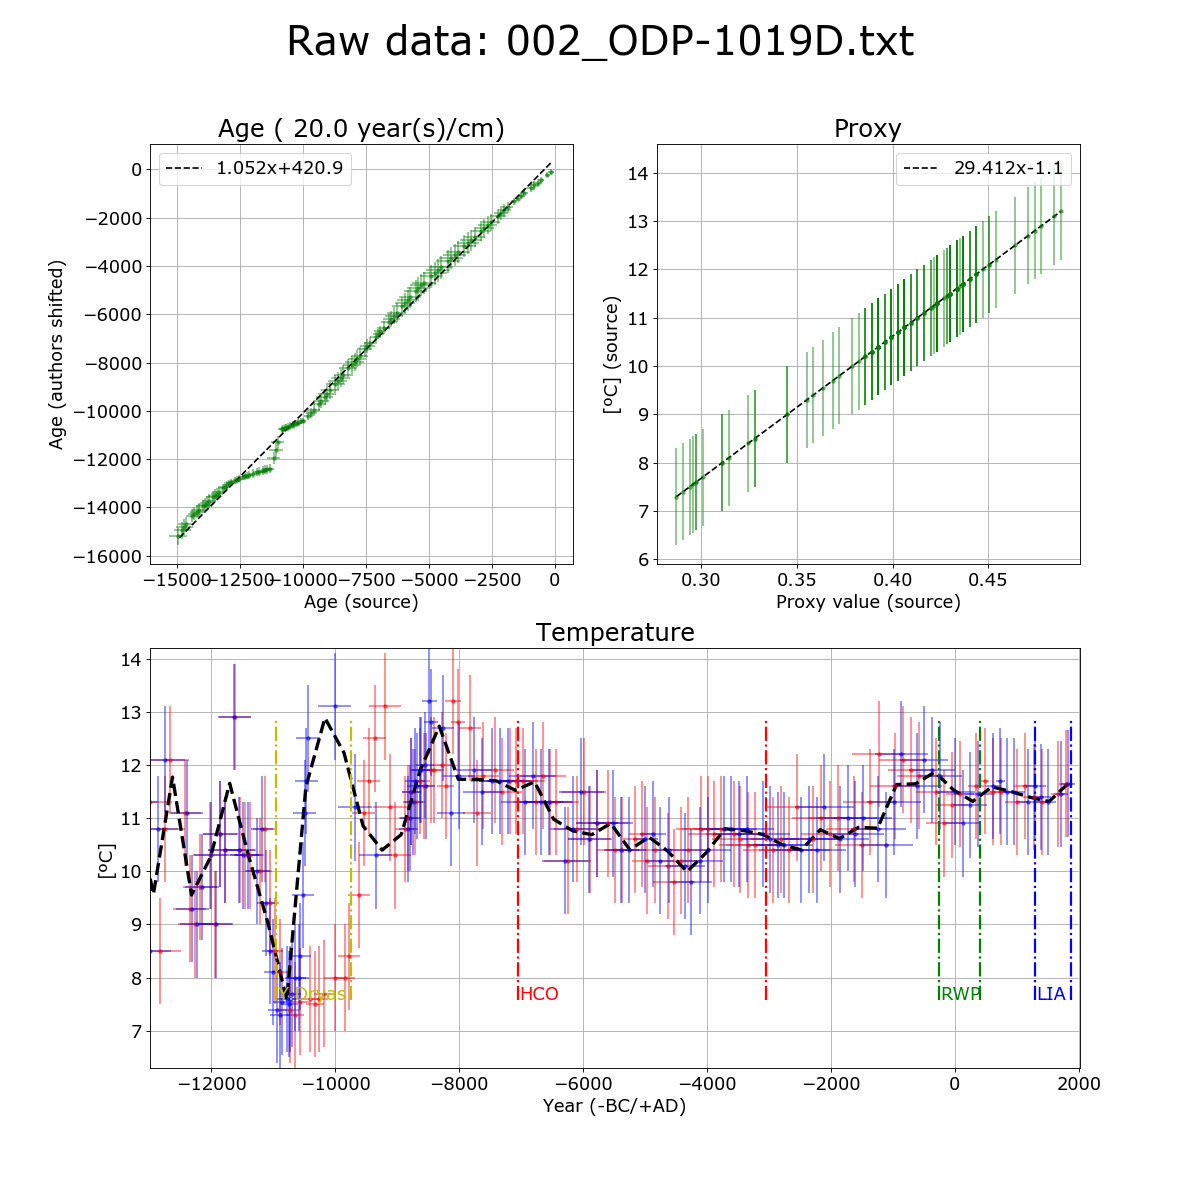 Raw data: 002_ODP-1019D.txt
Age ( 20.0 year(s)/cm)
1.052x+420.9
0
−2000
−4000
−6000
−8000
−10000
−12000
−14000
−16000
Age (authors shifted)
−15000 −12500 −10000 −7500 −5000 −2500 0
Age (source)
Proxy
29.412x-1.1
14
13
12
11
10
9
8
7
6
[ºC] (source)
0.30 0.35 0.40 0.45
Proxy value (source)
Temperature
14
13
12
11
10
9
8
7
[ºC]
HCO
RWP
LIA
−12000 −10000 −8000 −6000 −4000 −2000 0 2000
Year (-BC/+AD)